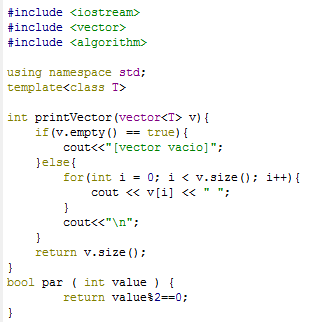 #include <iostream>
#include <vector>
#include <algorithm>

using namespace std;
template<class T>

int printVector(vector<T> v){
    if(v.empty() == true){
        cout<<"[vector vacio]";
    }else{
        for(int i = 0; i < v.size(); i++){
            cout << v[i] << " ";
        }
        cout<<"\n";
    }
    return v.size();
}
bool par ( int value ) {
        return value%2==0;
}